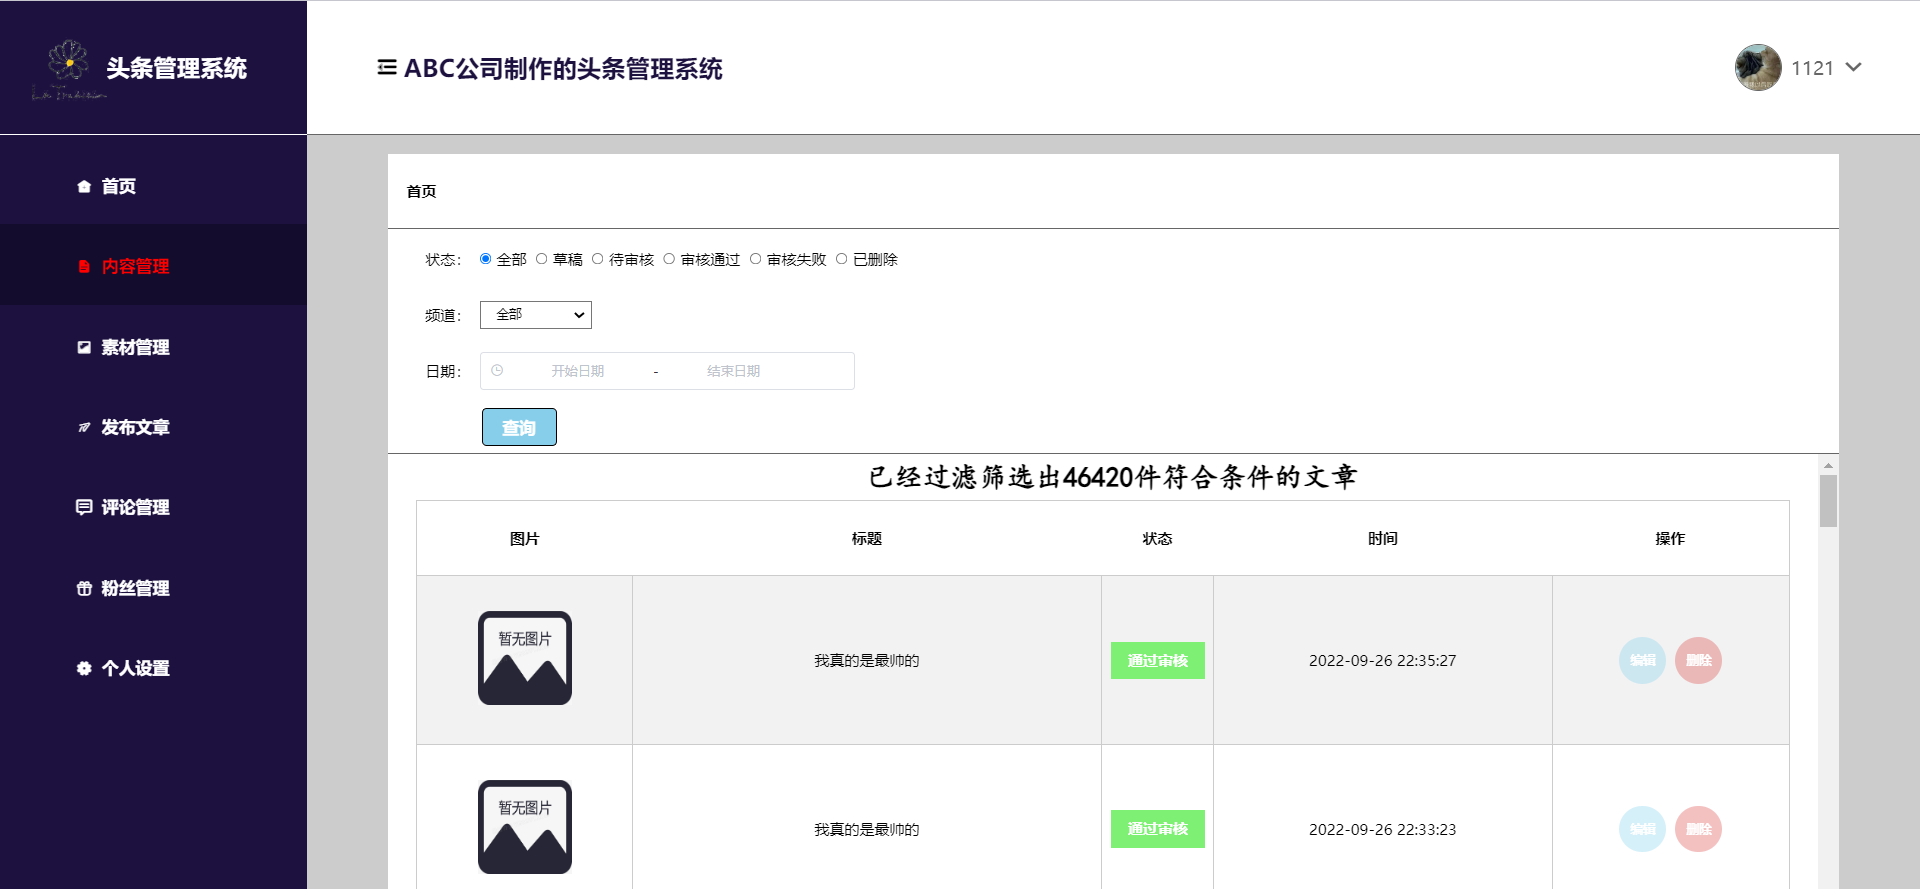 头条管理系统
ABC公司制作的头条管理系统
1121
首页
内容管理
素材管理
发布文章
评论管理
粉丝管理
个人设置
首页
状态： 全部 草稿 待审核 审核通过 审核失败 已删除
频道： 全部
日期： 开始日期 - 结束日期
查询
已经过滤筛选出46420件符合条件的文章
图片 标题 状态 时间 操作
暂无图片 我真的是最帅的 通过审核 2022-09-26 22:35:27 编辑 删除
暂无图片 我真的是最帅的 通过审核 2022-09-26 22:33:23 编辑 删除